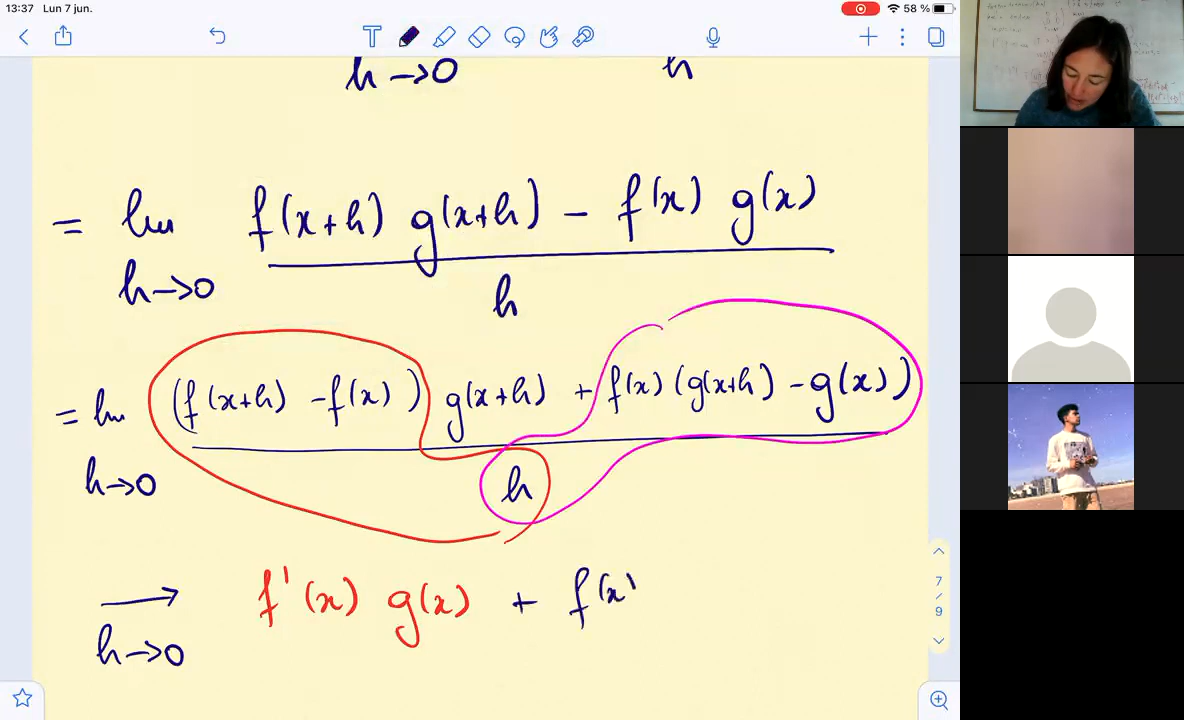 13:37 Lun 7 jun. 58 %
h→0 h
= lim f(x+h) g(x+h) − f(x) g(x)
h→0 h
= lim (f(x+h) −f(x)) g(x+h) + f(x) (g(x+h) −g(x))
h→0 h
→ f'(x) g(x) + f(x)
h→0
7
/
9